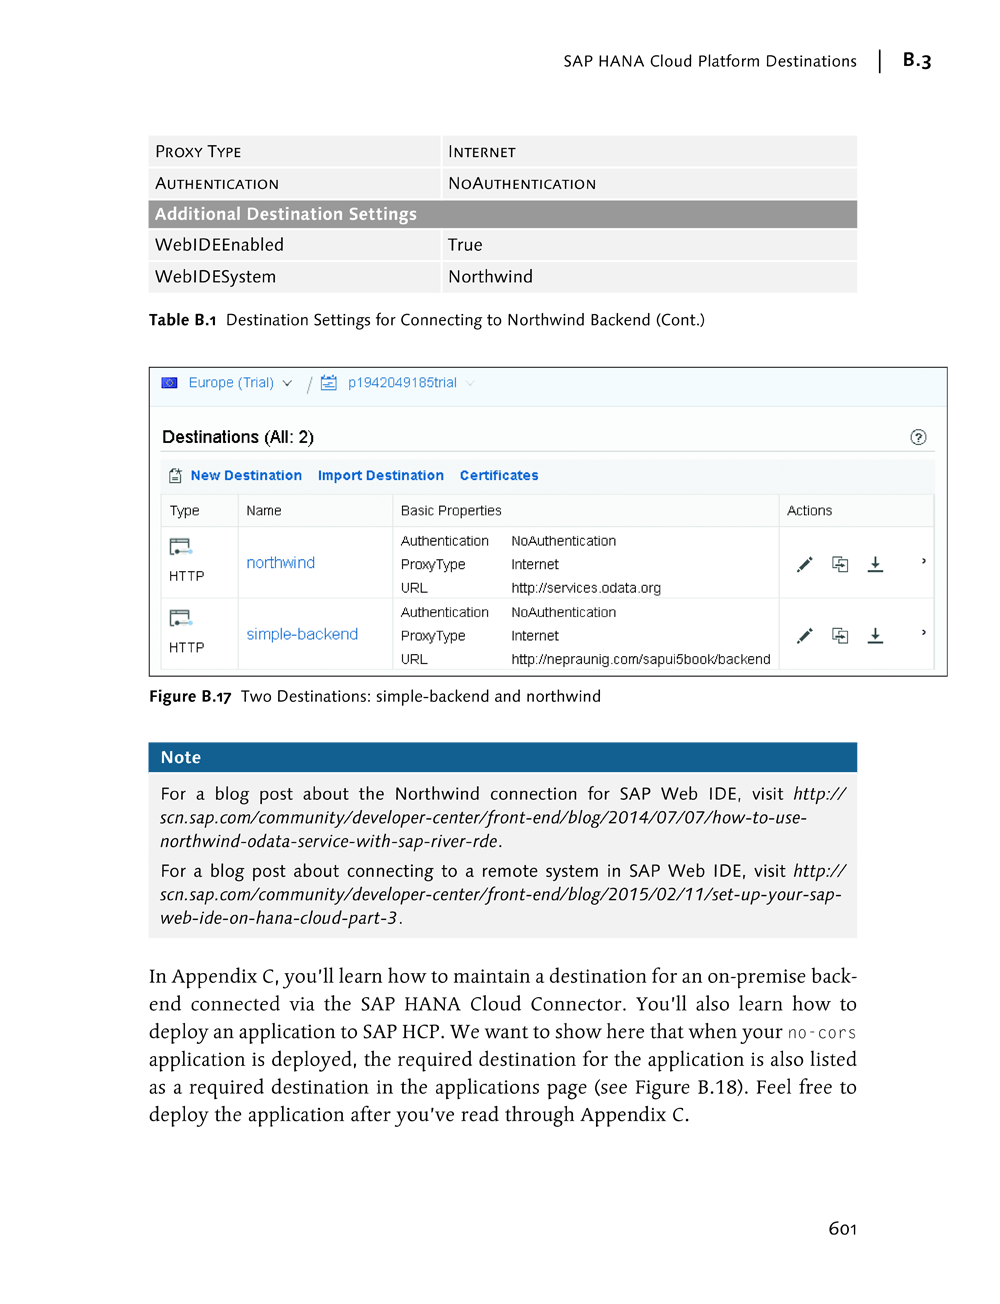 SAP HANA Cloud Platform Destinations | B.3
PROXY TYPE INTERNET
AUTHENTICATION NOAUTHENTICATION
Additional Destination Settings
WebIDEEnabled True
WebIDESystem Northwind
Table B.1 Destination Settings for Connecting to Northwind Backend (Cont.)
Europe (Trial) / p1942049185trial
Destinations (All: 2)
New Destination Import Destination Certificates
Type Name Basic Properties Actions
HTTP northwind Authentication NoAuthentication
ProxyType Internet
URL http://services.odata.org
HTTP simple-backend Authentication NoAuthentication
ProxyType Internet
URL http://nepraunig.com/sapui5book/backend
Figure B.17 Two Destinations: simple-backend and northwind
Note
For a blog post about the Northwind connection for SAP Web IDE, visit http://
scn.sap.com/community/developer-center/front-end/blog/2014/07/07/how-to-use-
northwind-odata-service-with-sap-river-rde.
For a blog post about connecting to a remote system in SAP Web IDE, visit http://
scn.sap.com/community/developer-center/front-end/blog/2015/02/11/set-up-your-sap-
web-ide-on-hana-cloud-part-3.
In Appendix C, you’ll learn how to maintain a destination for an on-premise back-
end connected via the SAP HANA Cloud Connector. You’ll also learn how to
deploy an application to SAP HCP. We want to show here that when your no-cors
application is deployed, the required destination for the application is also listed
as a required destination in the applications page (see Figure B.18). Feel free to
deploy the application after you’ve read through Appendix C.
601